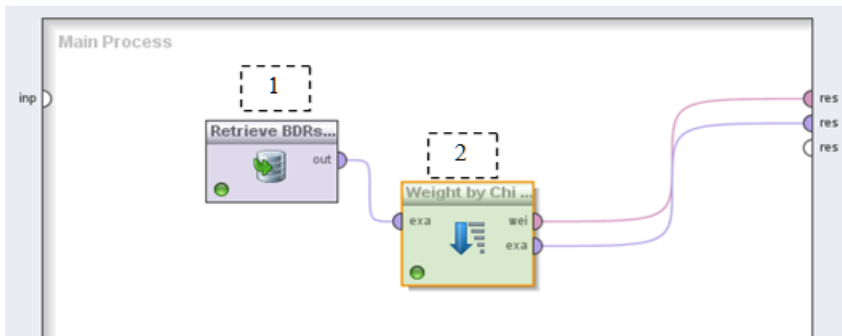 Main Process
1
inp
res
Retrieve BDRs...
res
out
2
res
Weight by Chi ...
exa
wei
exa